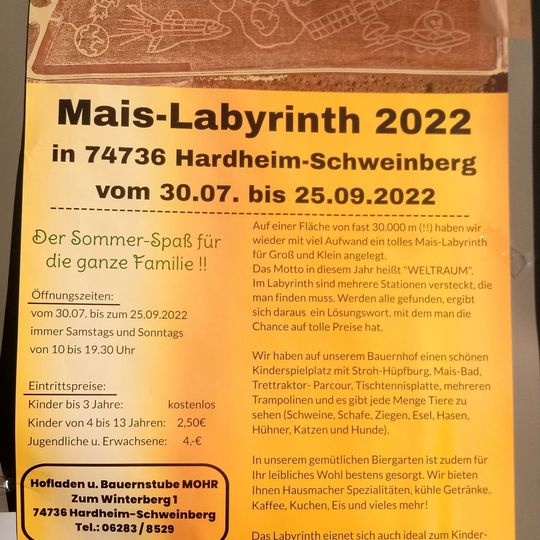 Mais-Labyrinth 2022
in 74736 Hardheim-Schweinberg
vom 30.07. bis 25.09.2022
Der Sommer-Spaß für
die ganze Familie !!
Öffnungszeiten:
vom 30.07. bis zum 25.09.2022
immer Samstags und Sonntags
von 10 bis 19.30 Uhr
Eintrittspreise:
Kinder bis 3 Jahre: kostenlos
Kinder von 4 bis 13 Jahren: 2,50€
Jugendliche u. Erwachsene: 4,-€
Hofladen u. Bauernstube MOHR
Zum Winterberg 1
74736 Hardheim-Schweinberg
Tel.: 06283 / 8529
Auf einer Fläche von fast 30.000 m (!!) haben wir
wieder mit viel Aufwand ein tolles Mais-Labyrinth
für Groß und Klein angelegt.
Das Motto in diesem Jahr heißt "WELTRAUM".
Im Labyrinth sind mehrere Stationen versteckt, die
man finden muss. Werden alle gefunden, ergibt
sich daraus ein Lösungswort, mit dem man die
Chance auf tolle Preise hat.
Wir haben auf unserem Bauernhof einen schönen
Kinderspielplatz mit Stroh-Hüpfburg, Mais-Bad,
Trettraktor- Parcour, Tischtennisplatte, mehreren
Trampolinen und es gibt jede Menge Tiere zu
sehen (Schweine, Schafe, Ziegen, Esel, Hasen,
Hühner, Katzen und Hunde).
In unserem gemütlichen Biergarten ist zudem für
Ihr leibliches Wohl bestens gesorgt. Wir bieten
Ihnen Hausmacher Spezialitäten, kühle Getränke,
Kaffee, Kuchen, Eis und vieles mehr!
Das Labyrinth eignet sich auch ideal zum Kinder-